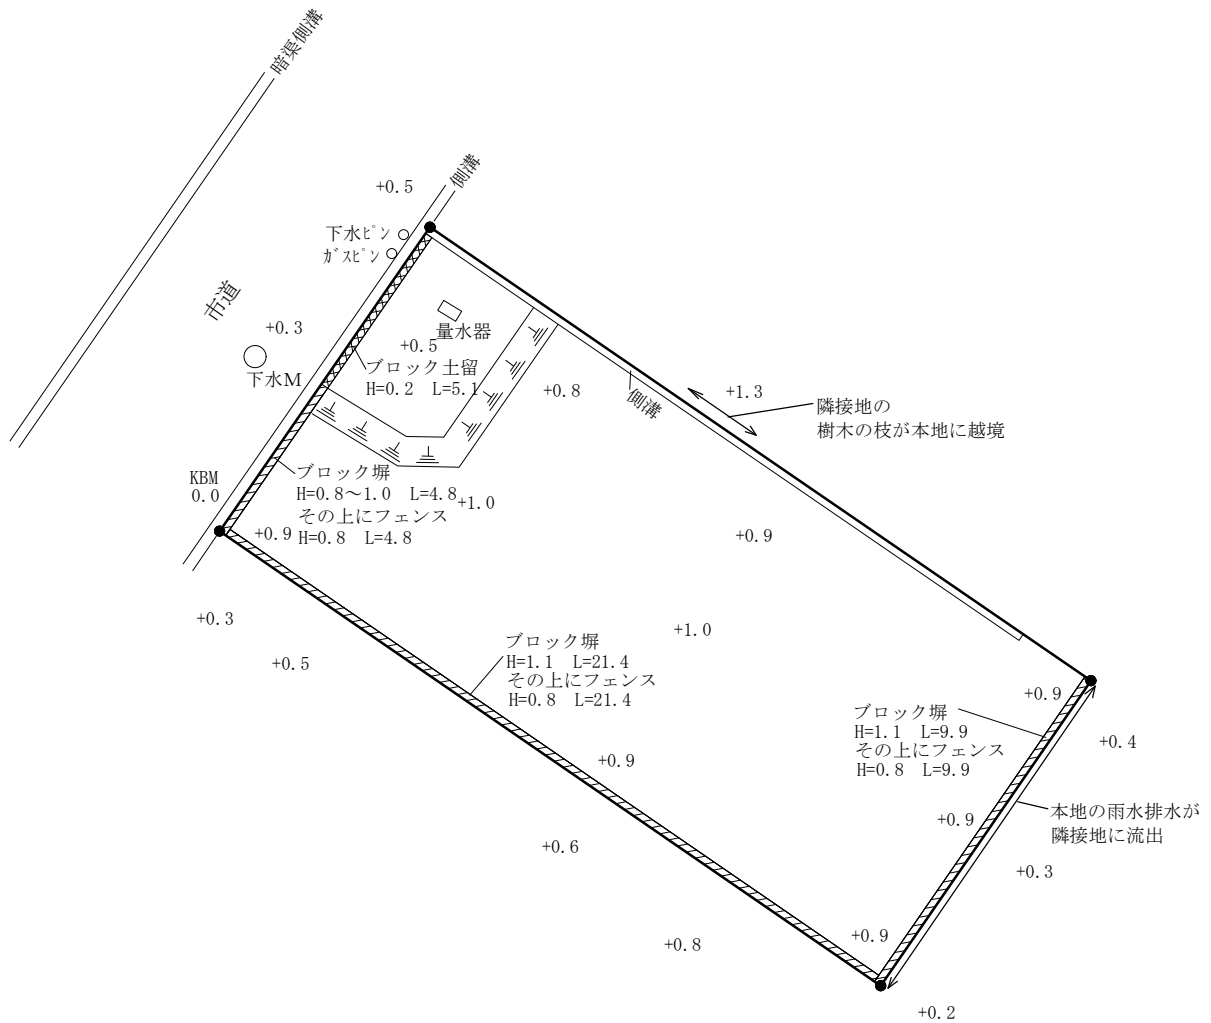 暗渠側溝
側溝
+0.5
下水ﾋﾟﾝ
ｶﾞｽﾋﾟﾝ
市道
+0.3
下水M
量水器
+0.5
ブロック土留
H=0.2 L=5.1
+0.8
側溝
+1.3
隣接地の
樹木の枝が本地に越境
KBM
0.0
ブロック塀
H=0.8～1.0 L=4.8
その上にフェンス
H=0.8 L=4.8
+1.0
+0.9
+0.9
+0.3
+0.5
+1.0
ブロック塀
H=1.1 L=21.4
その上にフェンス
H=0.8 L=21.4
+0.9
ブロック塀
H=1.1 L=9.9
その上にフェンス
H=0.8 L=9.9
+0.4
+0.9
+0.9
本地の雨水排水が
隣接地に流出
+0.6
+0.3
+0.9
+0.8
+0.2